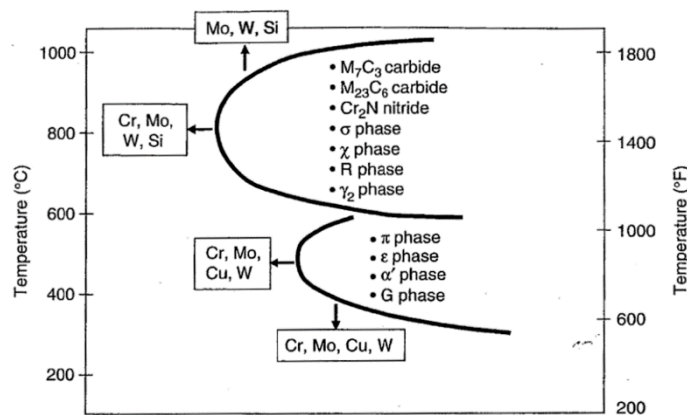 Mo, W, Si
1000
800
600
400
200
Temperature (°C)
Cr, Mo,
W, Si
• M₇C₃ carbide
• M₂₃C₆ carbide
• Cr₂N nitride
• σ phase
• χ phase
• R phase
• γ₂ phase
Cr, Mo,
Cu, W
• π phase
• ε phase
• α′ phase
• G phase
Cr, Mo, Cu, W
1800
1400
1000
600
200
Temperature (°F)